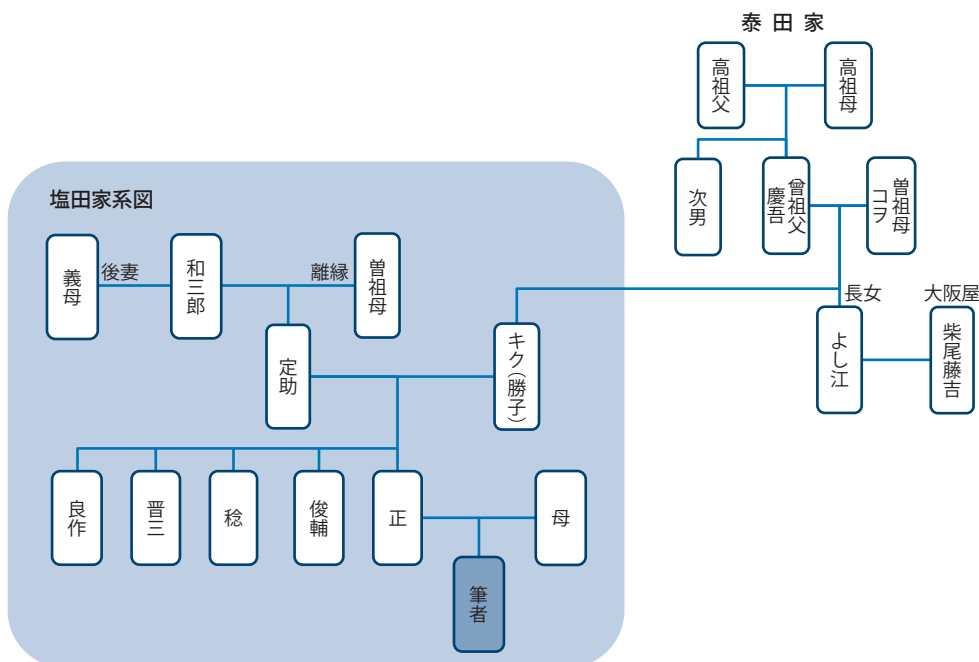 泰田家
高祖父
高祖母
次男
曾祖父
慶吾
曽祖母
コヲ
塩田家系図
義母
後妻
和三郎
離縁
曽祖母
長女
大阪屋
定助
キク(勝子)
よし江
柴尾藤吉
良作
晋三
稔
俊輔
正
母
筆者